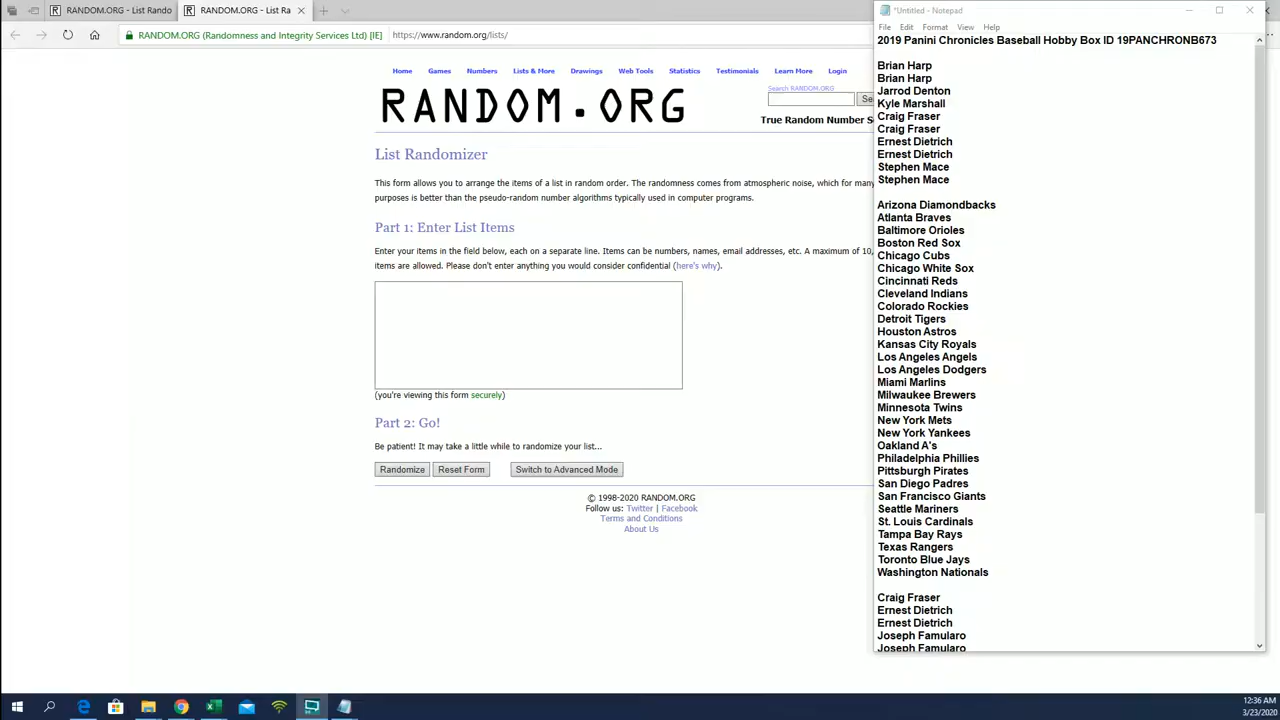 RANDOM.ORG - List Rando
RANDOM.ORG - List Ra
RANDOM.ORG (Randomness and Integrity Services Ltd) [IE]
https://www.random.org/lists/
Home Games Numbers Lists & More Drawings Web Tools Statistics Testimonials Learn More Login
RANDOM.ORG
Search RANDOM.ORG
Se
True Random Number S
List Randomizer
This form allows you to arrange the items of a list in random order. The randomness comes from atmospheric noise, which for many
purposes is better than the pseudo-random number algorithms typically used in computer programs.
Part 1: Enter List Items
Enter your items in the field below, each on a separate line. Items can be numbers, names, email addresses, etc. A maximum of 10,
items are allowed. Please don't enter anything you would consider confidential (here's why).
(you're viewing this form securely)
Part 2: Go!
Be patient! It may take a little while to randomize your list...
Randomize Reset Form Switch to Advanced Mode
© 1998-2020 RANDOM.ORG
Follow us: Twitter | Facebook
Terms and Conditions
About Us
*Untitled - Notepad
File Edit Format View Help
2019 Panini Chronicles Baseball Hobby Box ID 19PANCHRONB673
Brian Harp
Brian Harp
Jarrod Denton
Kyle Marshall
Craig Fraser
Craig Fraser
Ernest Dietrich
Ernest Dietrich
Stephen Mace
Stephen Mace
Arizona Diamondbacks
Atlanta Braves
Baltimore Orioles
Boston Red Sox
Chicago Cubs
Chicago White Sox
Cincinnati Reds
Cleveland Indians
Colorado Rockies
Detroit Tigers
Houston Astros
Kansas City Royals
Los Angeles Angels
Los Angeles Dodgers
Miami Marlins
Milwaukee Brewers
Minnesota Twins
New York Mets
New York Yankees
Oakland A's
Philadelphia Phillies
Pittsburgh Pirates
San Diego Padres
San Francisco Giants
Seattle Mariners
St. Louis Cardinals
Tampa Bay Rays
Texas Rangers
Toronto Blue Jays
Washington Nationals
Craig Fraser
Ernest Dietrich
Ernest Dietrich
Joseph Famularo
Joseph Famularo
12:36 AM
3/23/2020